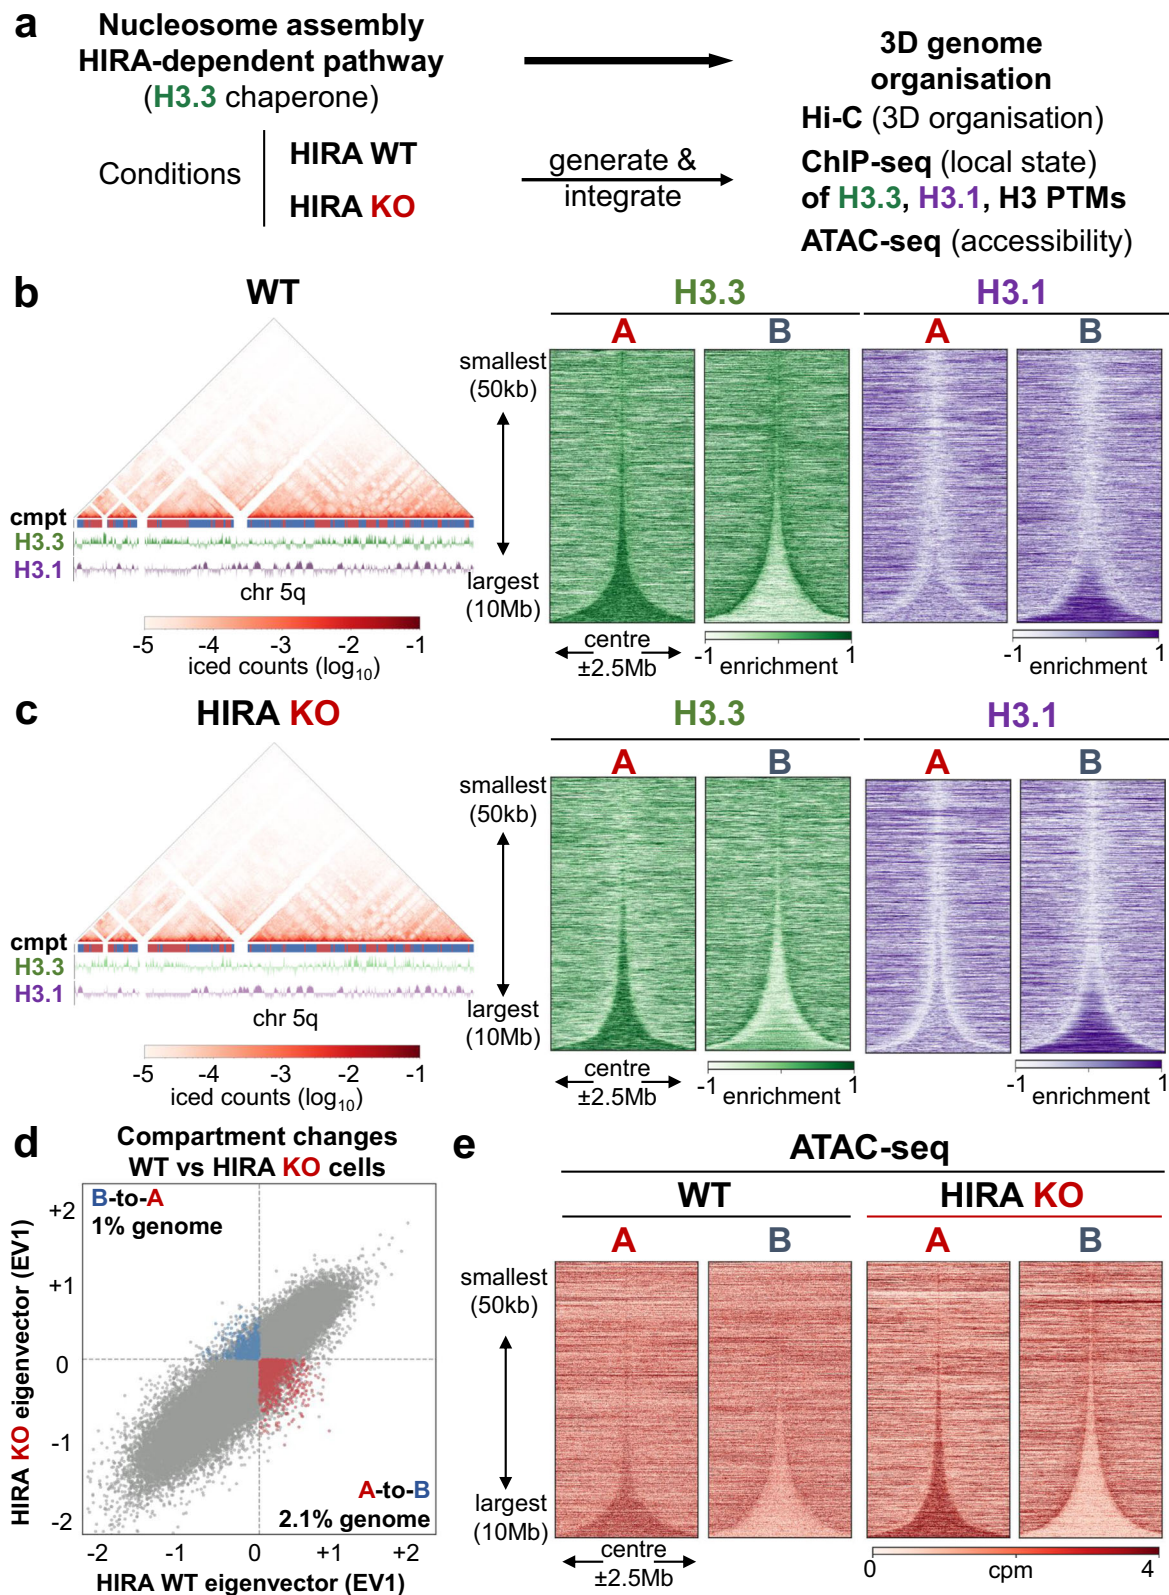 a
Nucleosome assembly
HIRA-dependent pathway
(H3.3 chaperone)
Conditions
HIRA WT
HIRA KO
generate &
integrate
3D genome
organisation
Hi-C (3D organisation)
ChIP-seq (local state)
of H3.3, H3.1, H3 PTMs
ATAC-seq (accessibility)
b
WT
cmpt
H3.3
H3.1
chr 5q
-5 -4 -3 -2 -1
iced counts (log10)
H3.3 H3.1
A B A B
smallest
(50kb)
largest
(10Mb)
centre
±2.5Mb
-1 1
enrichment
-1 1
enrichment
c
HIRA KO
cmpt
H3.3
H3.1
chr 5q
-5 -4 -3 -2 -1
iced counts (log10)
H3.3 H3.1
A B A B
smallest
(50kb)
largest
(10Mb)
centre
±2.5Mb
-1 1
enrichment
-1 1
enrichment
d
Compartment changes
WT vs HIRA KO cells
B-to-A
1% genome
A-to-B
2.1% genome
HIRA KO eigenvector (EV1)
+2
+1
0
-1
-2
-2 -1 0 +1 +2
HIRA WT eigenvector (EV1)
e
ATAC-seq
WT HIRA KO
A B A B
smallest
(50kb)
largest
(10Mb)
centre
±2.5Mb
0 4
cpm